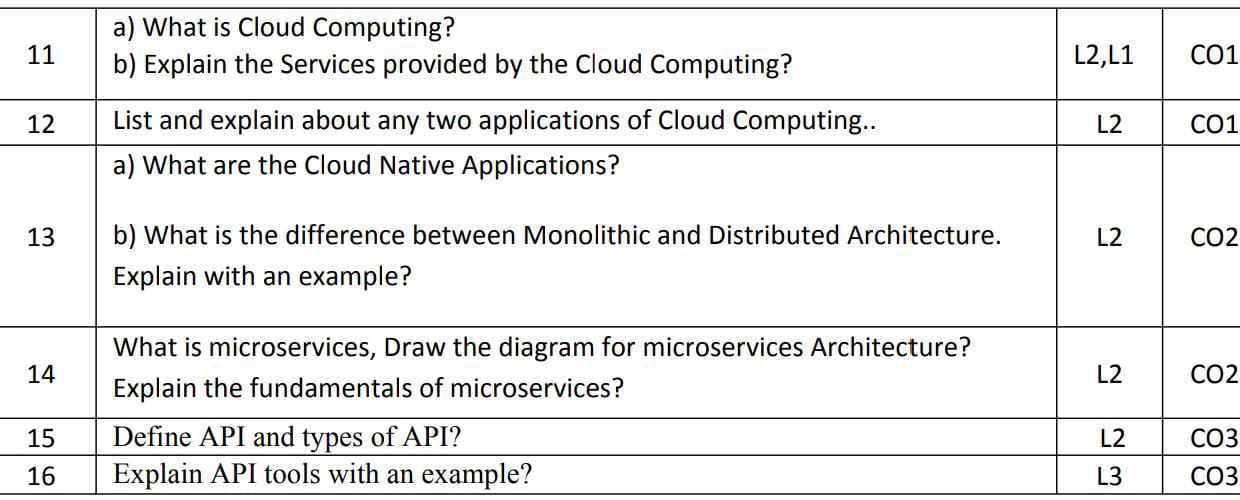 11
a) What is Cloud Computing?
b) Explain the Services provided by the Cloud Computing?
L2,L1
CO1
12
List and explain about any two applications of Cloud Computing..
L2
CO1
13
a) What are the Cloud Native Applications?
b) What is the difference between Monolithic and Distributed Architecture.
Explain with an example?
L2
CO2
14
What is microservices, Draw the diagram for microservices Architecture?
Explain the fundamentals of microservices?
L2
CO2
15
Define API and types of API?
L2
CO3
16
Explain API tools with an example?
L3
CO3